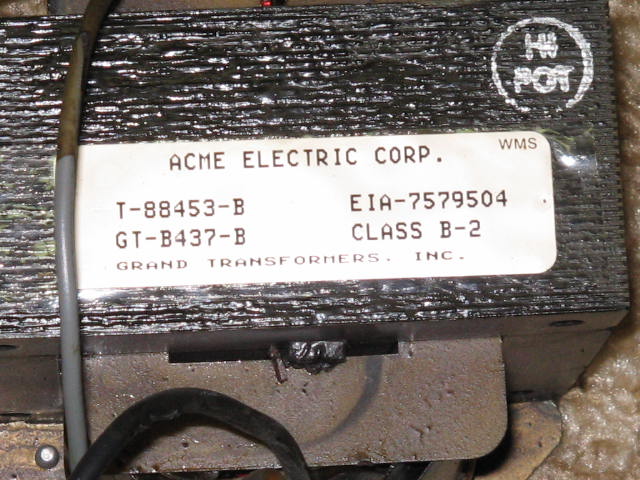 HI
POT
WMS
ACME ELECTRIC CORP.
T-88453-B EIA-7579504
GT-B437-B CLASS B-2
GRAND TRANSFORMERS. INC.